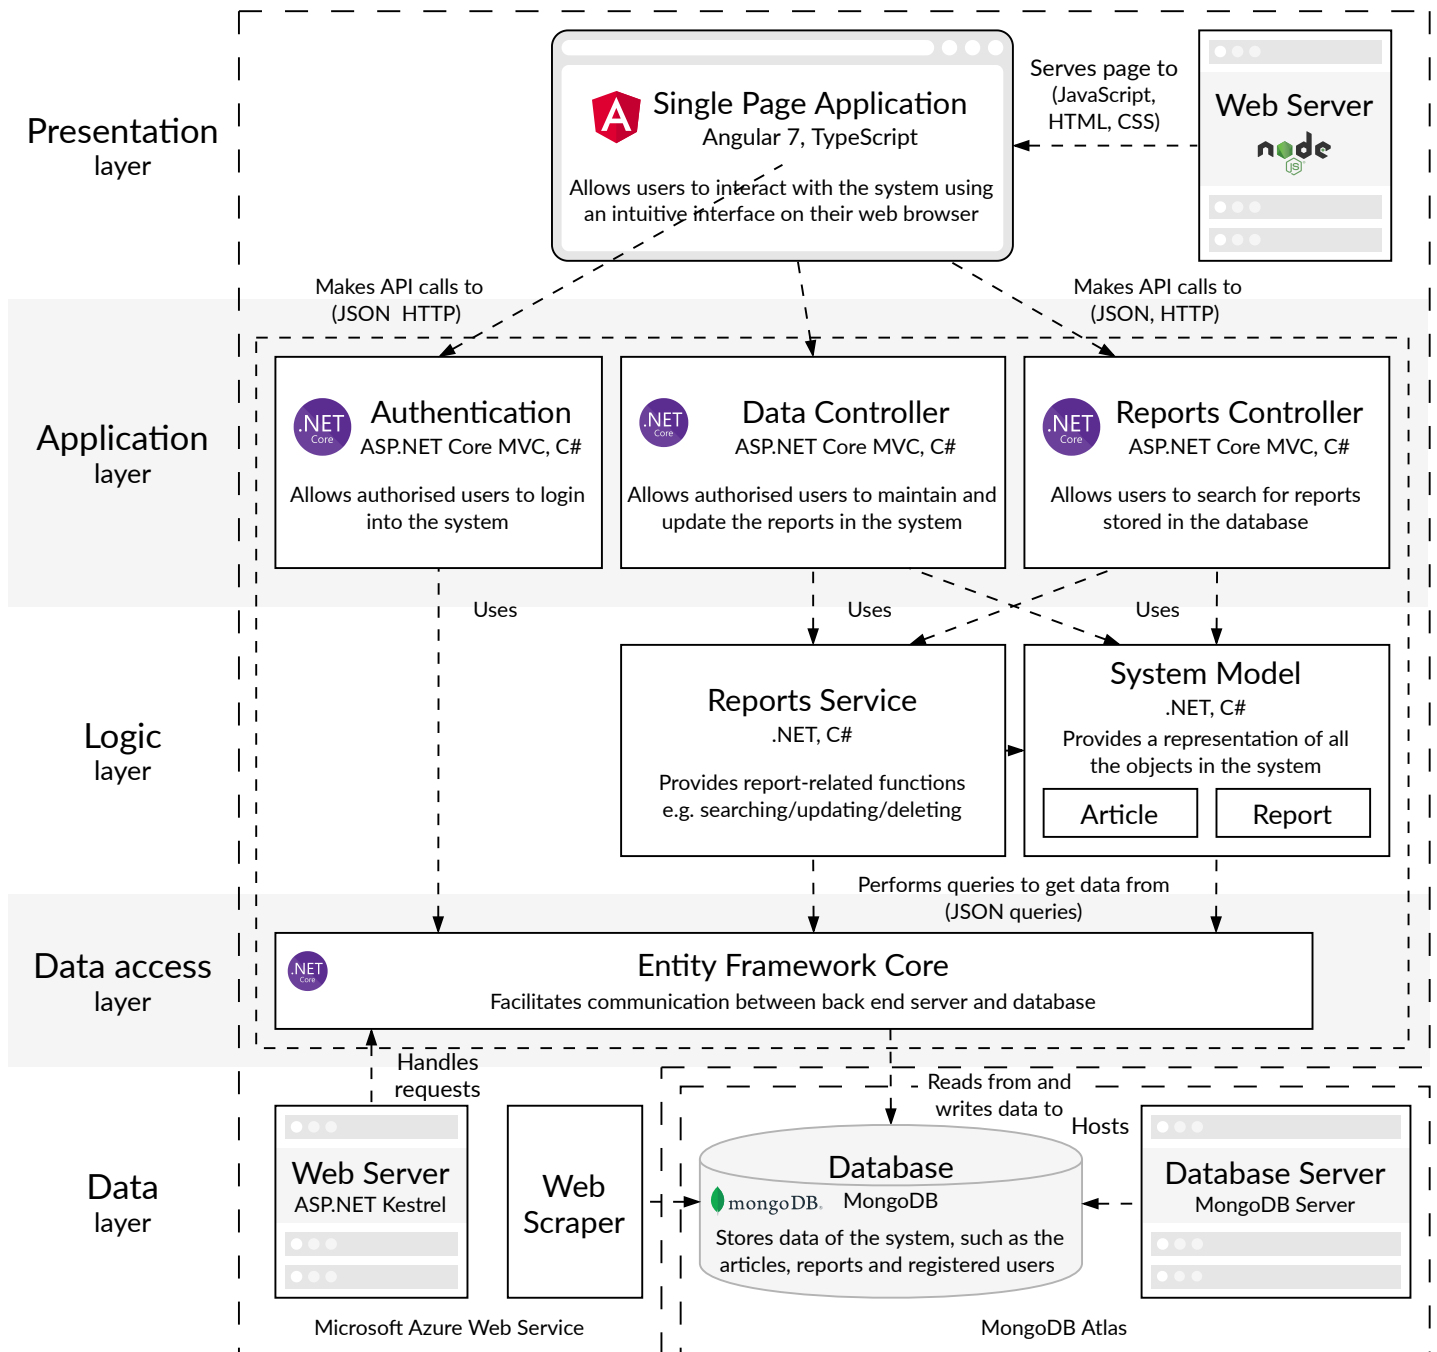 Presentation
layer
Single Page Application
Angular 7, TypeScript
Allows users to interact with the system using
an intuitive interface on their web browser
Serves page to
(JavaScript,
HTML, CSS)
Web Server
node
JS
Makes API calls to
(JSON  HTTP)
Makes API calls to
(JSON, HTTP)
Application
layer
.NET
Core
Authentication
ASP.NET Core MVC, C#
Allows authorised users to login
into the system
.NET
Core
Data Controller
ASP.NET Core MVC, C#
Allows authorised users to maintain and
update the reports in the system
.NET
Core
Reports Controller
ASP.NET Core MVC, C#
Allows users to search for reports
stored in the database
Uses
Uses
Uses
Logic
layer
Reports Service
.NET, C#
Provides report-related functions
e.g. searching/updating/deleting
System Model
.NET, C#
Provides a representation of all
the objects in the system
Article
Report
Performs queries to get data from
(JSON queries)
Data access
layer
.NET
Core
Entity Framework Core
Facilitates communication between back end server and database
Handles
requests
Reads from and
writes data to
Hosts
Data
layer
Web Server
ASP.NET Kestrel
Web
Scraper
Database
mongoDB.
MongoDB
Stores data of the system, such as the
articles, reports and registered users
Database Server
MongoDB Server
Microsoft Azure Web Service
MongoDB Atlas